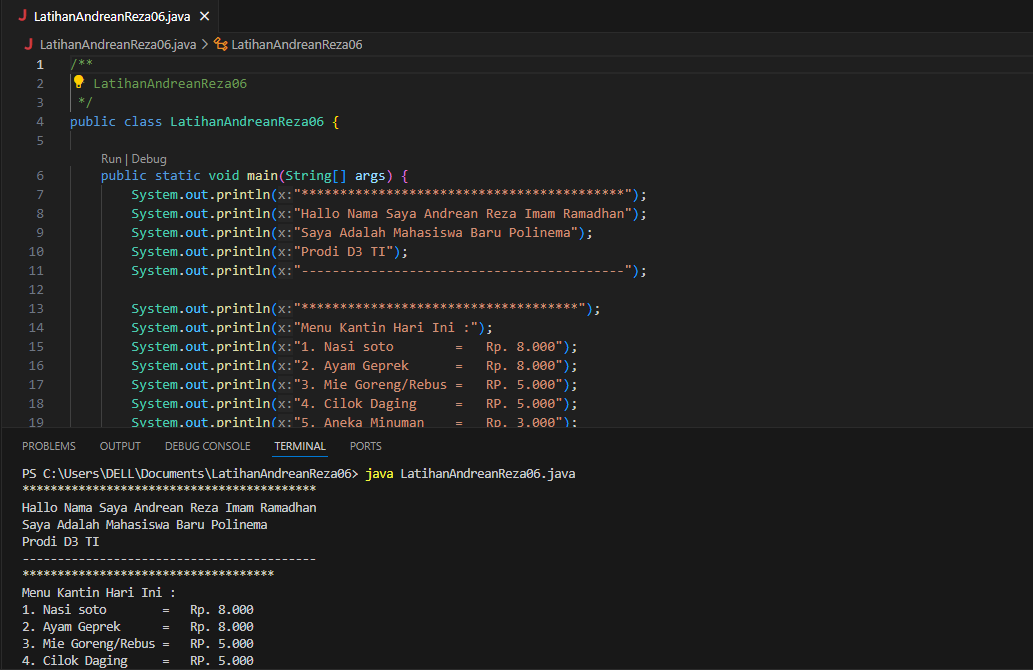 J LatihanAndreanReza06.java ×
J LatihanAndreanReza06.java > LatihanAndreanReza06
1 /**
2 LatihanAndreanReza06
3 */
4 public class LatihanAndreanReza06 {
5
Run | Debug
6 public static void main(String[] args) {
7 System.out.println(x:"******************************************");
8 System.out.println(x:"Hallo Nama Saya Andrean Reza Imam Ramadhan");
9 System.out.println(x:"Saya Adalah Mahasiswa Baru Polinema");
10 System.out.println(x:"Prodi D3 TI");
11 System.out.println(x:"------------------------------------------");
12
13 System.out.println(x:"************************************");
14 System.out.println(x:"Menu Kantin Hari Ini :");
15 System.out.println(x:"1. Nasi soto        =   Rp. 8.000");
16 System.out.println(x:"2. Ayam Geprek      =   Rp. 8.000");
17 System.out.println(x:"3. Mie Goreng/Rebus =   RP. 5.000");
18 System.out.println(x:"4. Cilok Daging     =   RP. 5.000");
19 System.out.println(x:"5. Aneka Minuman    =   Rp. 3.000");
PROBLEMS OUTPUT DEBUG CONSOLE TERMINAL PORTS
PS C:\Users\DELL\Documents\LatihanAndreanReza06> java LatihanAndreanReza06.java
******************************************
Hallo Nama Saya Andrean Reza Imam Ramadhan
Saya Adalah Mahasiswa Baru Polinema
Prodi D3 TI
------------------------------------------
************************************
Menu Kantin Hari Ini :
1. Nasi soto        =   Rp. 8.000
2. Ayam Geprek      =   Rp. 8.000
3. Mie Goreng/Rebus =   RP. 5.000
4. Cilok Daging     =   RP. 5.000